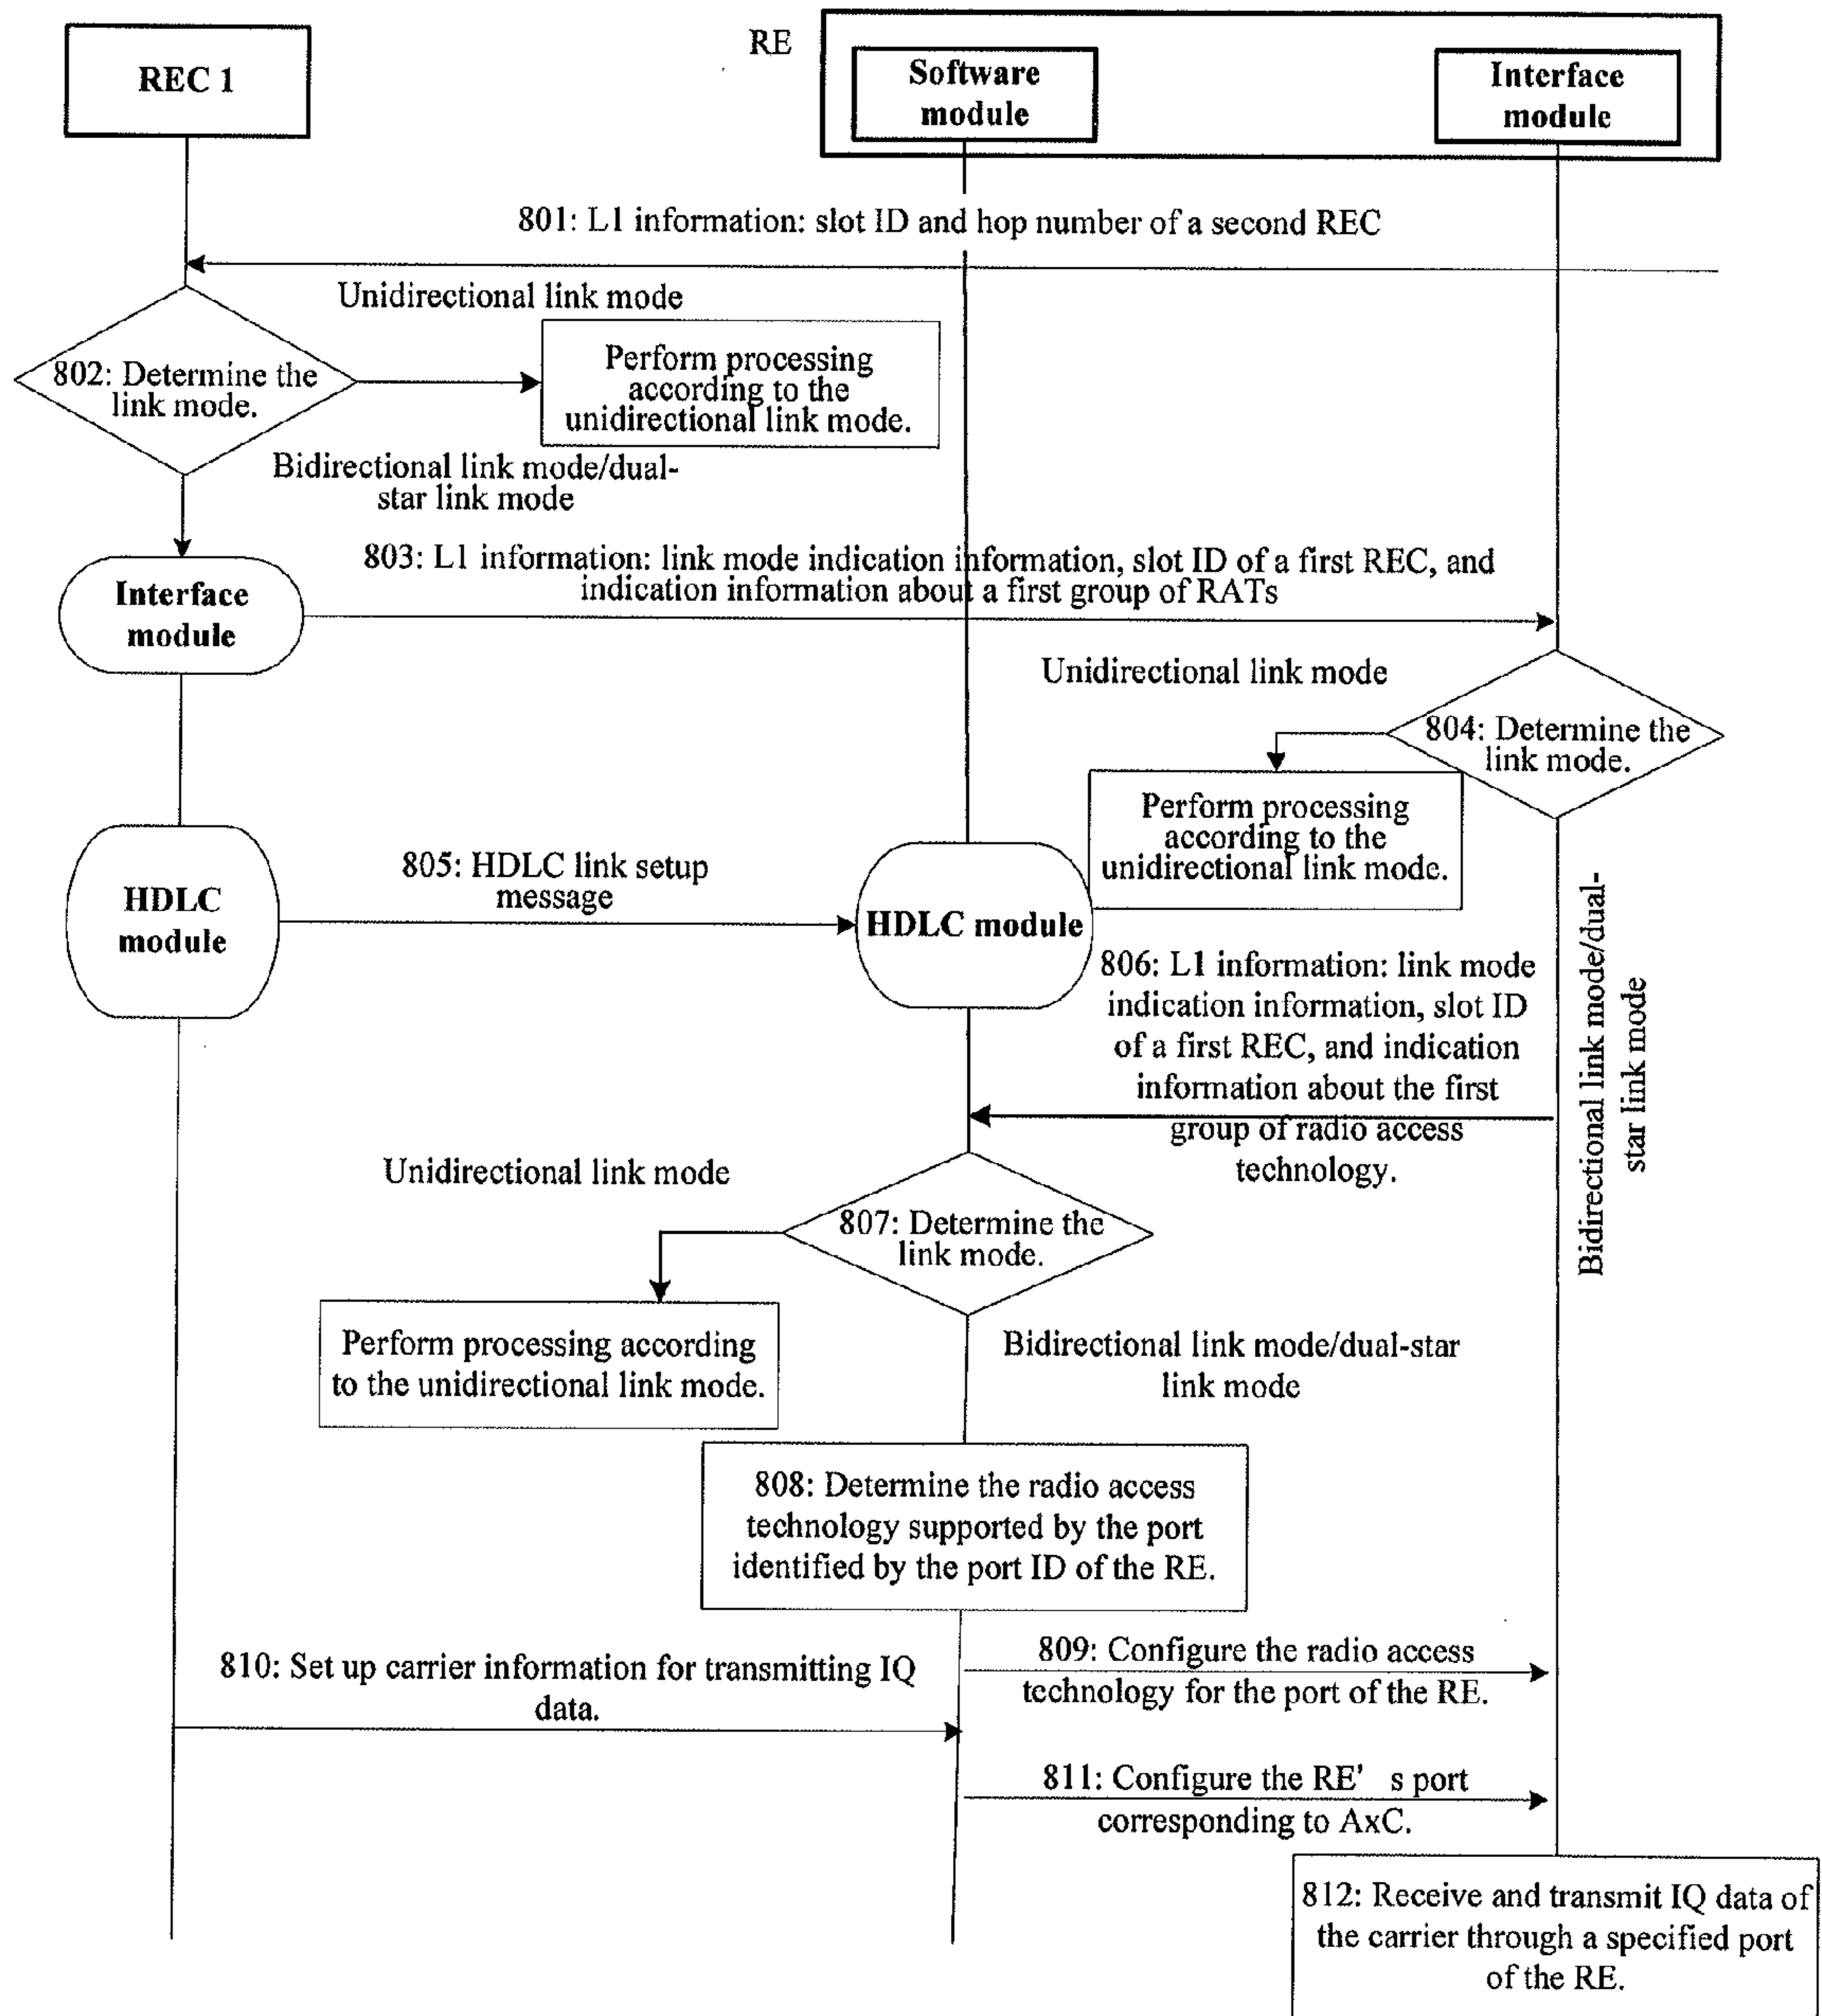 REC 1
RE
Software
module
Interface
module
801: L1 information: slot ID and hop number of a second REC
Unidirectional link mode
802: Determine the
link mode.
Perform processing
according to the
unidirectional link mode.
Bidirectional link mode/dual-
star link mode
Interface
module
803: L1 information: link mode indication information, slot ID of a first REC, and
indication information about a first group of RATs
Unidirectional link mode
804: Determine the
link mode.
Perform processing
according to the
unidirectional link mode.
HDLC
module
805: HDLC link setup
message
HDLC module
806: L1 information: link mode
indication information, slot ID
of a first REC, and indication
information about the first
group of radio access
technology.
Bidirectional link mode/dual-
star link mode
Unidirectional link mode
807: Determine the
link mode.
Perform processing according
to the unidirectional link mode.
Bidirectional link mode/dual-star
link mode
808: Determine the radio access
technology supported by the port
identified by the port ID of the RE.
809: Configure the radio access
technology for the port of the RE.
810: Set up carrier information for transmitting IQ
data.
811: Configure the RE' s port
corresponding to AxC.
812: Receive and transmit IQ data of
the carrier through a specified port
of the RE.